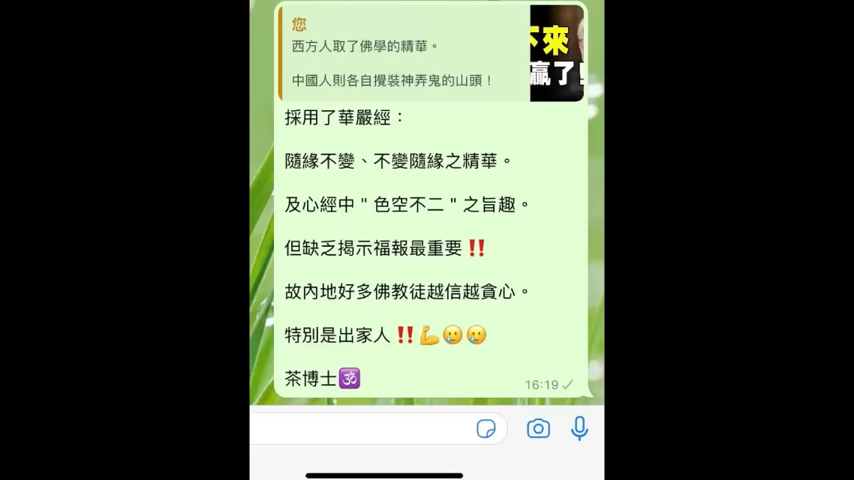 您
西方人取了佛學的精華。
中國人則各自攪裝神弄鬼的山頭！
下來
贏了!
採用了華嚴經：
隨緣不變、不變隨緣之精華。
及心經中＂色空不二＂之旨趣。
但缺乏揭示福報最重要‼️
故內地好多佛教徒越信越貪心。
特別是出家人‼️💪🥲🥲
茶博士🕉
16:19